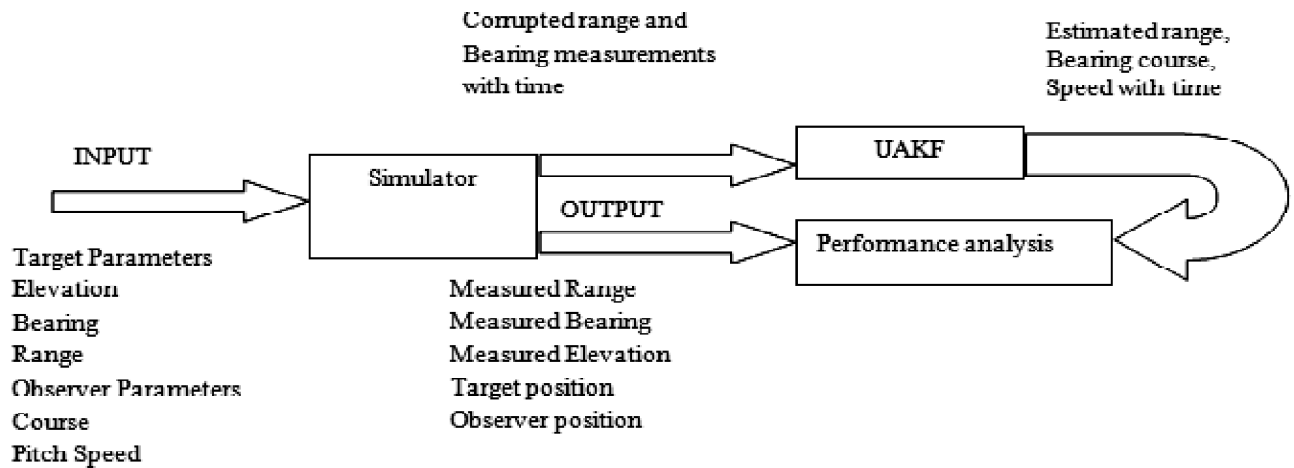 Corrupted range and
Bearing measurements
with time
Estimated range,
Bearing course,
Speed with time
INPUT
Simulator
UAKF
OUTPUT
Performance analysis
Target Parameters
Elevation
Bearing
Range
Observer Parameters
Course
Pitch Speed
Measured Range
Measured Bearing
Measured Elevation
Target position
Observer position